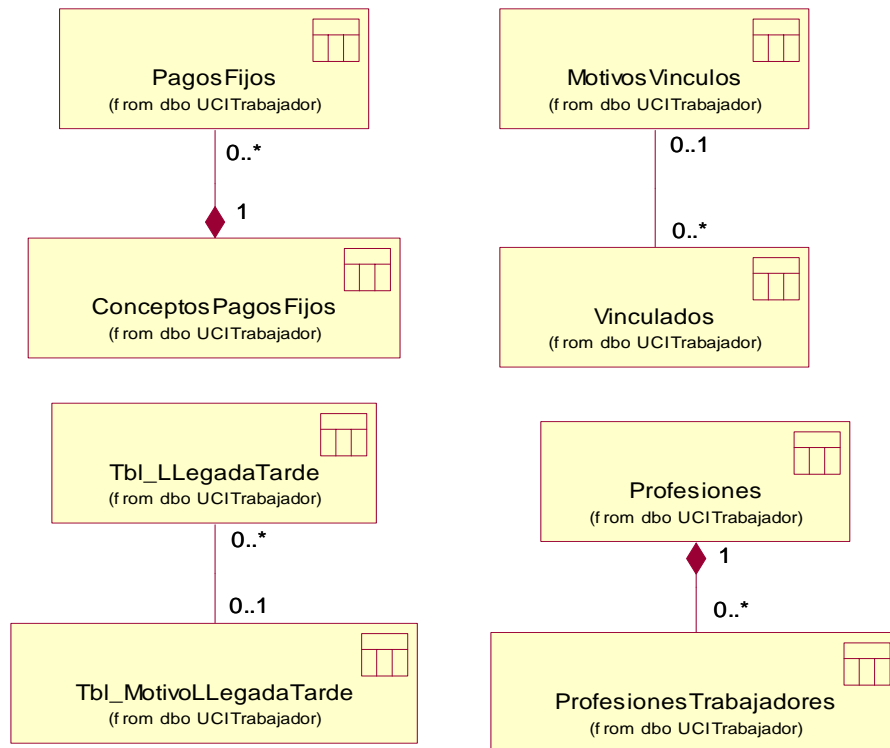 PagosFijos
(from dbo UCITrabajador)
0..*
1
ConceptosPagosFijos
(from dbo UCITrabajador)
MotivosVinculos
(from dbo UCITrabajador)
0..1
0..*
Vinculados
(from dbo UCITrabajador)
Tbl_LLegadaTarde
(from dbo UCITrabajador)
0..*
0..1
Tbl_MotivoLLegadaTarde
(from dbo UCITrabajador)
Profesiones
(from dbo UCITrabajador)
1
0..*
ProfesionesTrabajadores
(from dbo UCITrabajador)